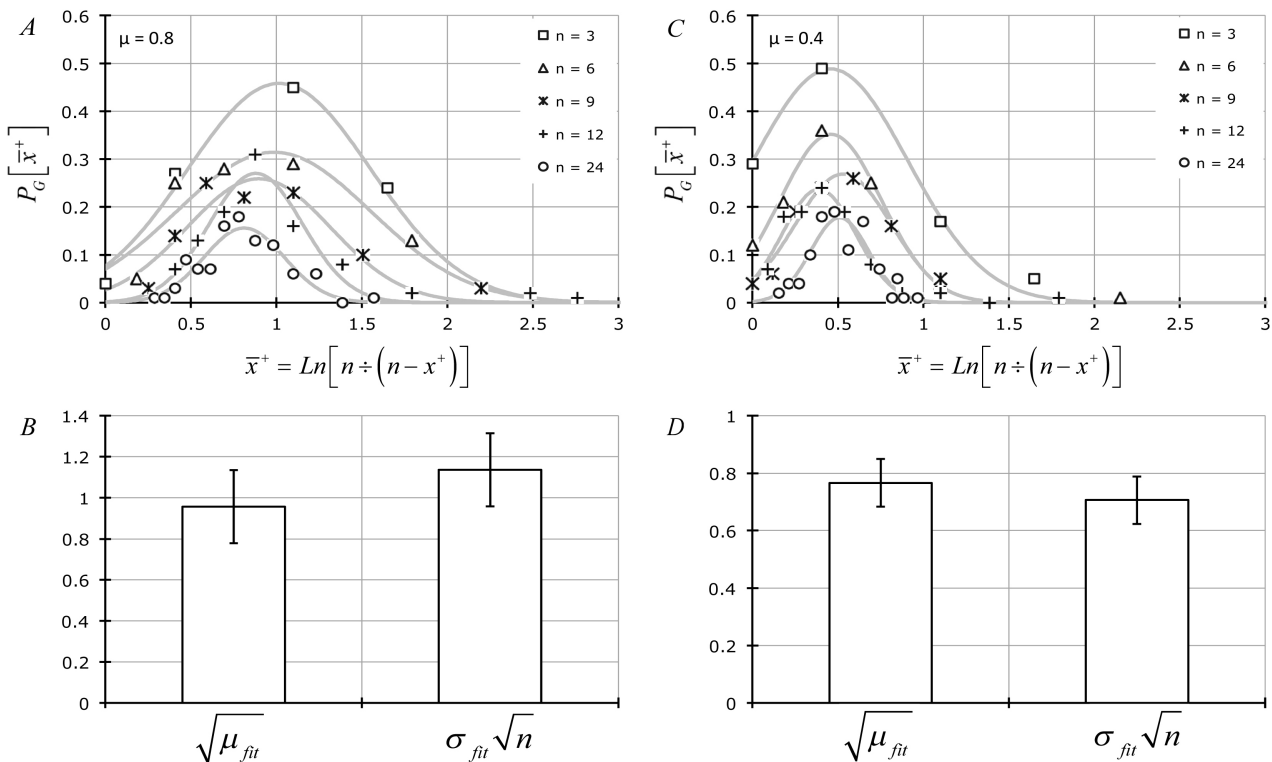 A
μ = 0.8
P_G[x̄⁺]
0.6
0.5
0.4
0.3
0.2
0.1
0
n = 3
n = 6
n = 9
n = 12
n = 24
0 0.5 1 1.5 2 2.5 3
x̄⁺ = Ln[n ÷ (n − x⁺)]
C
μ = 0.4
P_G[x̄⁺]
0.6
0.5
0.4
0.3
0.2
0.1
0
n = 3
n = 6
n = 9
n = 12
n = 24
0 0.5 1 1.5 2 2.5 3
x̄⁺ = Ln[n ÷ (n − x⁺)]
B
1.4
1.2
1
0.8
0.6
0.4
0.2
0
√μ_fit σ_fit√n
D
1
0.8
0.6
0.4
0.2
0
√μ_fit σ_fit√n